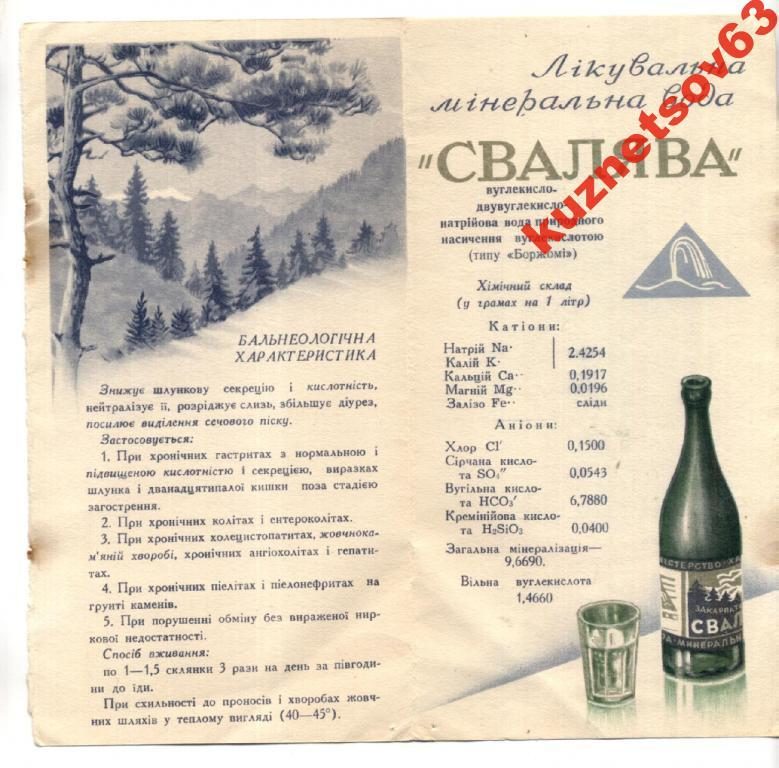 БАЛЬНЕОЛОГІЧНА
ХАРАКТЕРИСТИКА
Знижує шлункову секрецію і кислотність,
нейтралізує її, розріджує слизь, збільшує діурез,
посилює виділення сечового піску.
Застосовується:
1. При хронічних гастритах з нормальною і
підвищеною кислотністю і секрецією, виразках
шлунка і дванадцятипалої кишки поза стадією
загострення.
2. При хронічних колітах і ентероколітах.
3. При хронічних холециститатах, жовчнока-
м'яній хворобі, хронічних ангіохолітах і гепати-
тах.
4. При хронічних піелітах і піелонефритах на
грунті каменів.
5. При порушенні обміну без вираженої нир-
кової недостатності.
Спосіб вживання:
по 1—1,5 склянки 3 рази на день за півгоди-
ни до їди.
При схильності до проносів і хворобах жовч-
них шляхів у теплому вигляді (40—45°).
Лікувальна
мінеральна вода
"СВАЛЯВА"
вуглекисло-
двувуглекисло-
натрійова вода природного
насичення вуглекислотою
(типу «Боржомі»)
Хімічний склад
(у грамах на 1 літр)
Катіони:
Натрій Na·
Калій K· 2.4254
Кальцій Ca·· 0,1917
Магній Mg·· 0,0196
Залізо Fe·· сліди
Аніони:
Хлор Cl′ 0,1500
Сірчана кисло-
та SO₄″ 0,0543
Вугільна кисло-
та HCO₃′ 6,7880
Кремнійова кисло-
та H₂SiO₃ 0,0400
Загальна мінералізація—
9,6690.
Вільна вуглекислота
1,4660
ЗАКАРПАТ
СВАЛ
МИНЕРАЛЬН
kuznetsov63